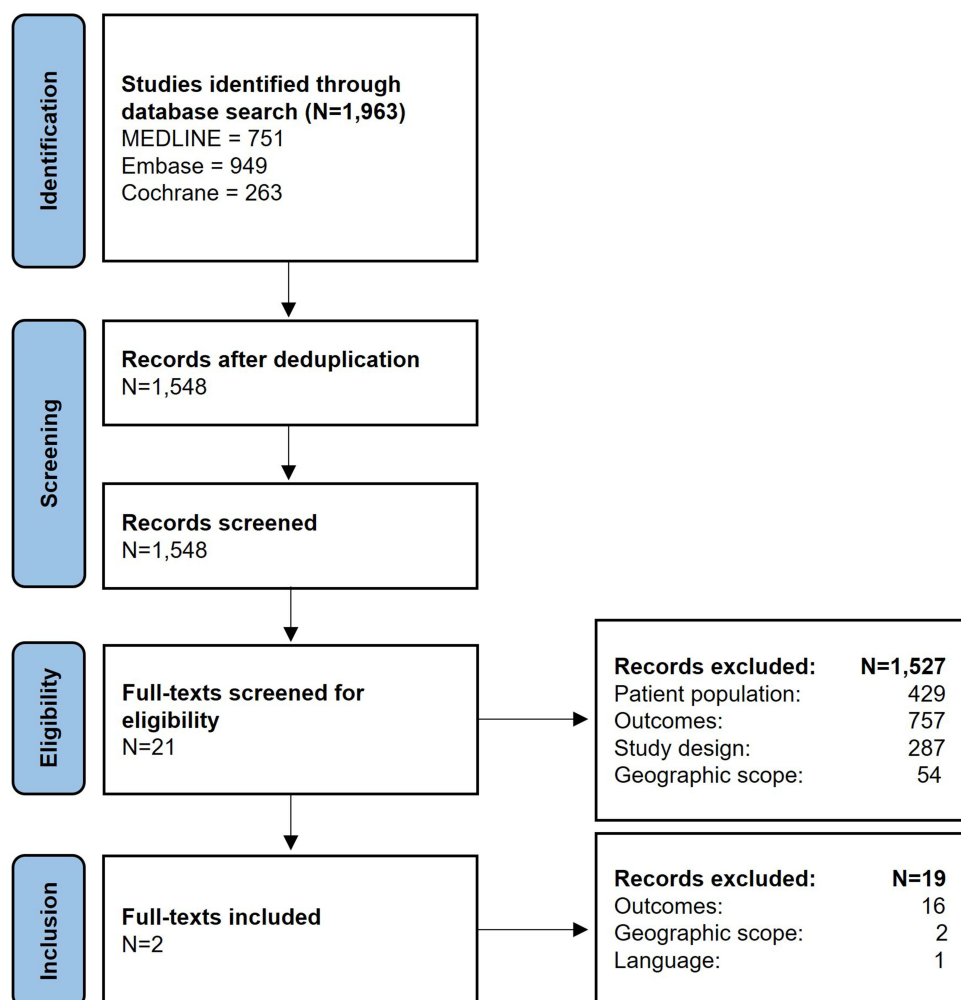 Identification
Studies identified through
database search (N=1,963)
MEDLINE = 751
Embase = 949
Cochrane = 263
Screening
Records after deduplication
N=1,548
Records screened
N=1,548
Eligibility
Full-texts screened for
eligibility
N=21
Records excluded: N=1,527
Patient population: 429
Outcomes: 757
Study design: 287
Geographic scope: 54
Inclusion
Full-texts included
N=2
Records excluded: N=19
Outcomes: 16
Geographic scope: 2
Language: 1